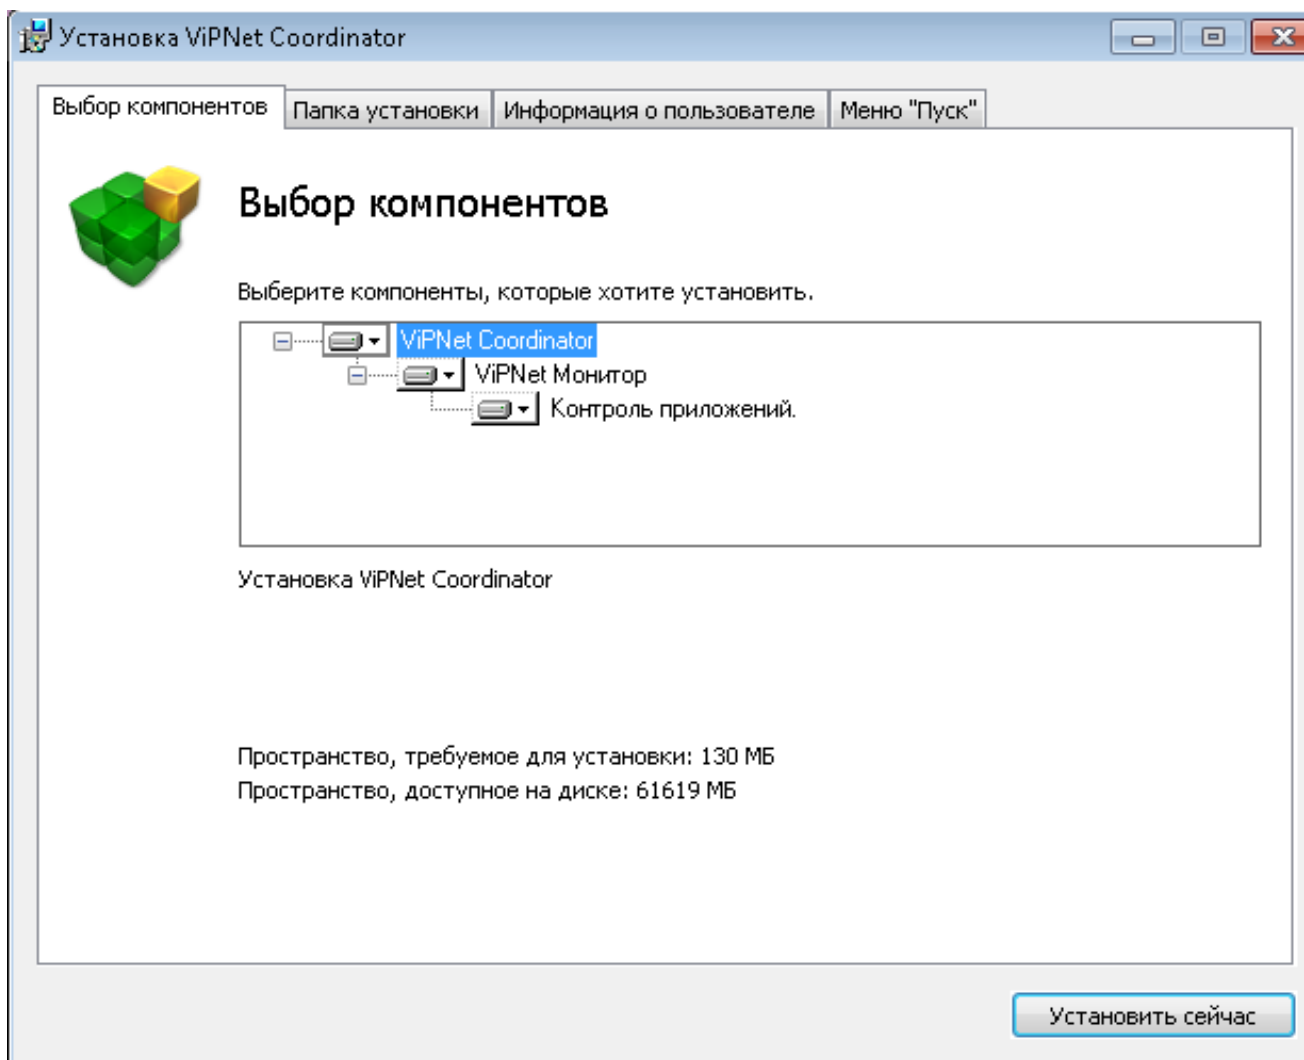 Установка ViPNet Coordinator
Выбор компонентов Папка установки Информация о пользователе Меню "Пуск"
Выбор компонентов
Выберите компоненты, которые хотите установить.
ViPNet Coordinator
ViPNet Монитор
Контроль приложений.
Установка ViPNet Coordinator
Пространство, требуемое для установки: 130 МБ
Пространство, доступное на диске: 61619 МБ
Установить сейчас